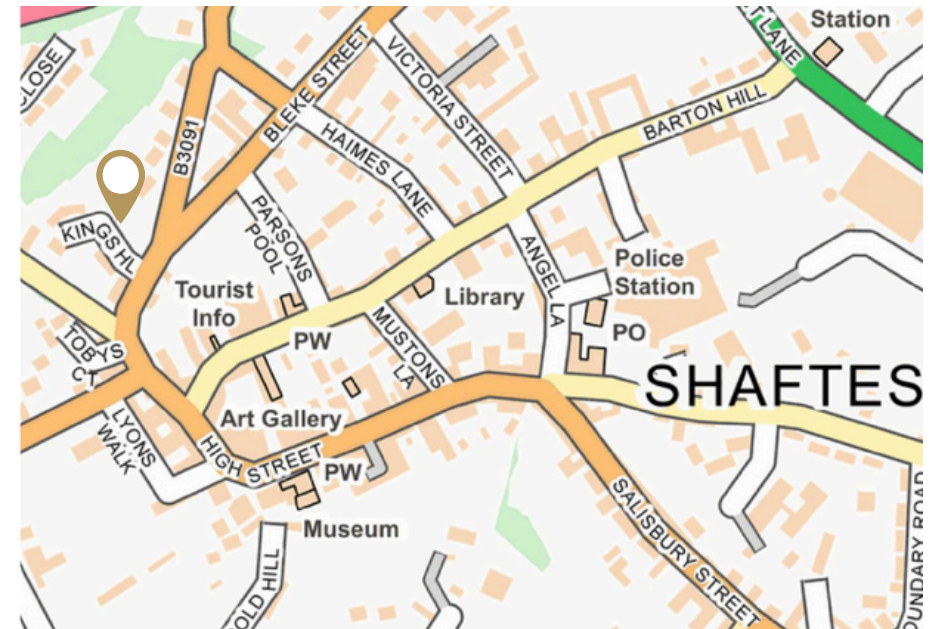 Station
CLOSE
BLEKE STREET
VICTORIA STREET
T LANE
B3091
HAIMES LANE
BARTON HILL
KINGS HL
PARSONS
POOL
ANGEL LA
Police
Station
Tourist
Info
Library
PW
MUSTONS
LA
PO
TOBYS
CT
SHAFTES
Art Gallery
LYONS
WALK
HIGH STREET
PW
Museum
SALISBURY STREET
OLD HILL
OUNDARY ROAD